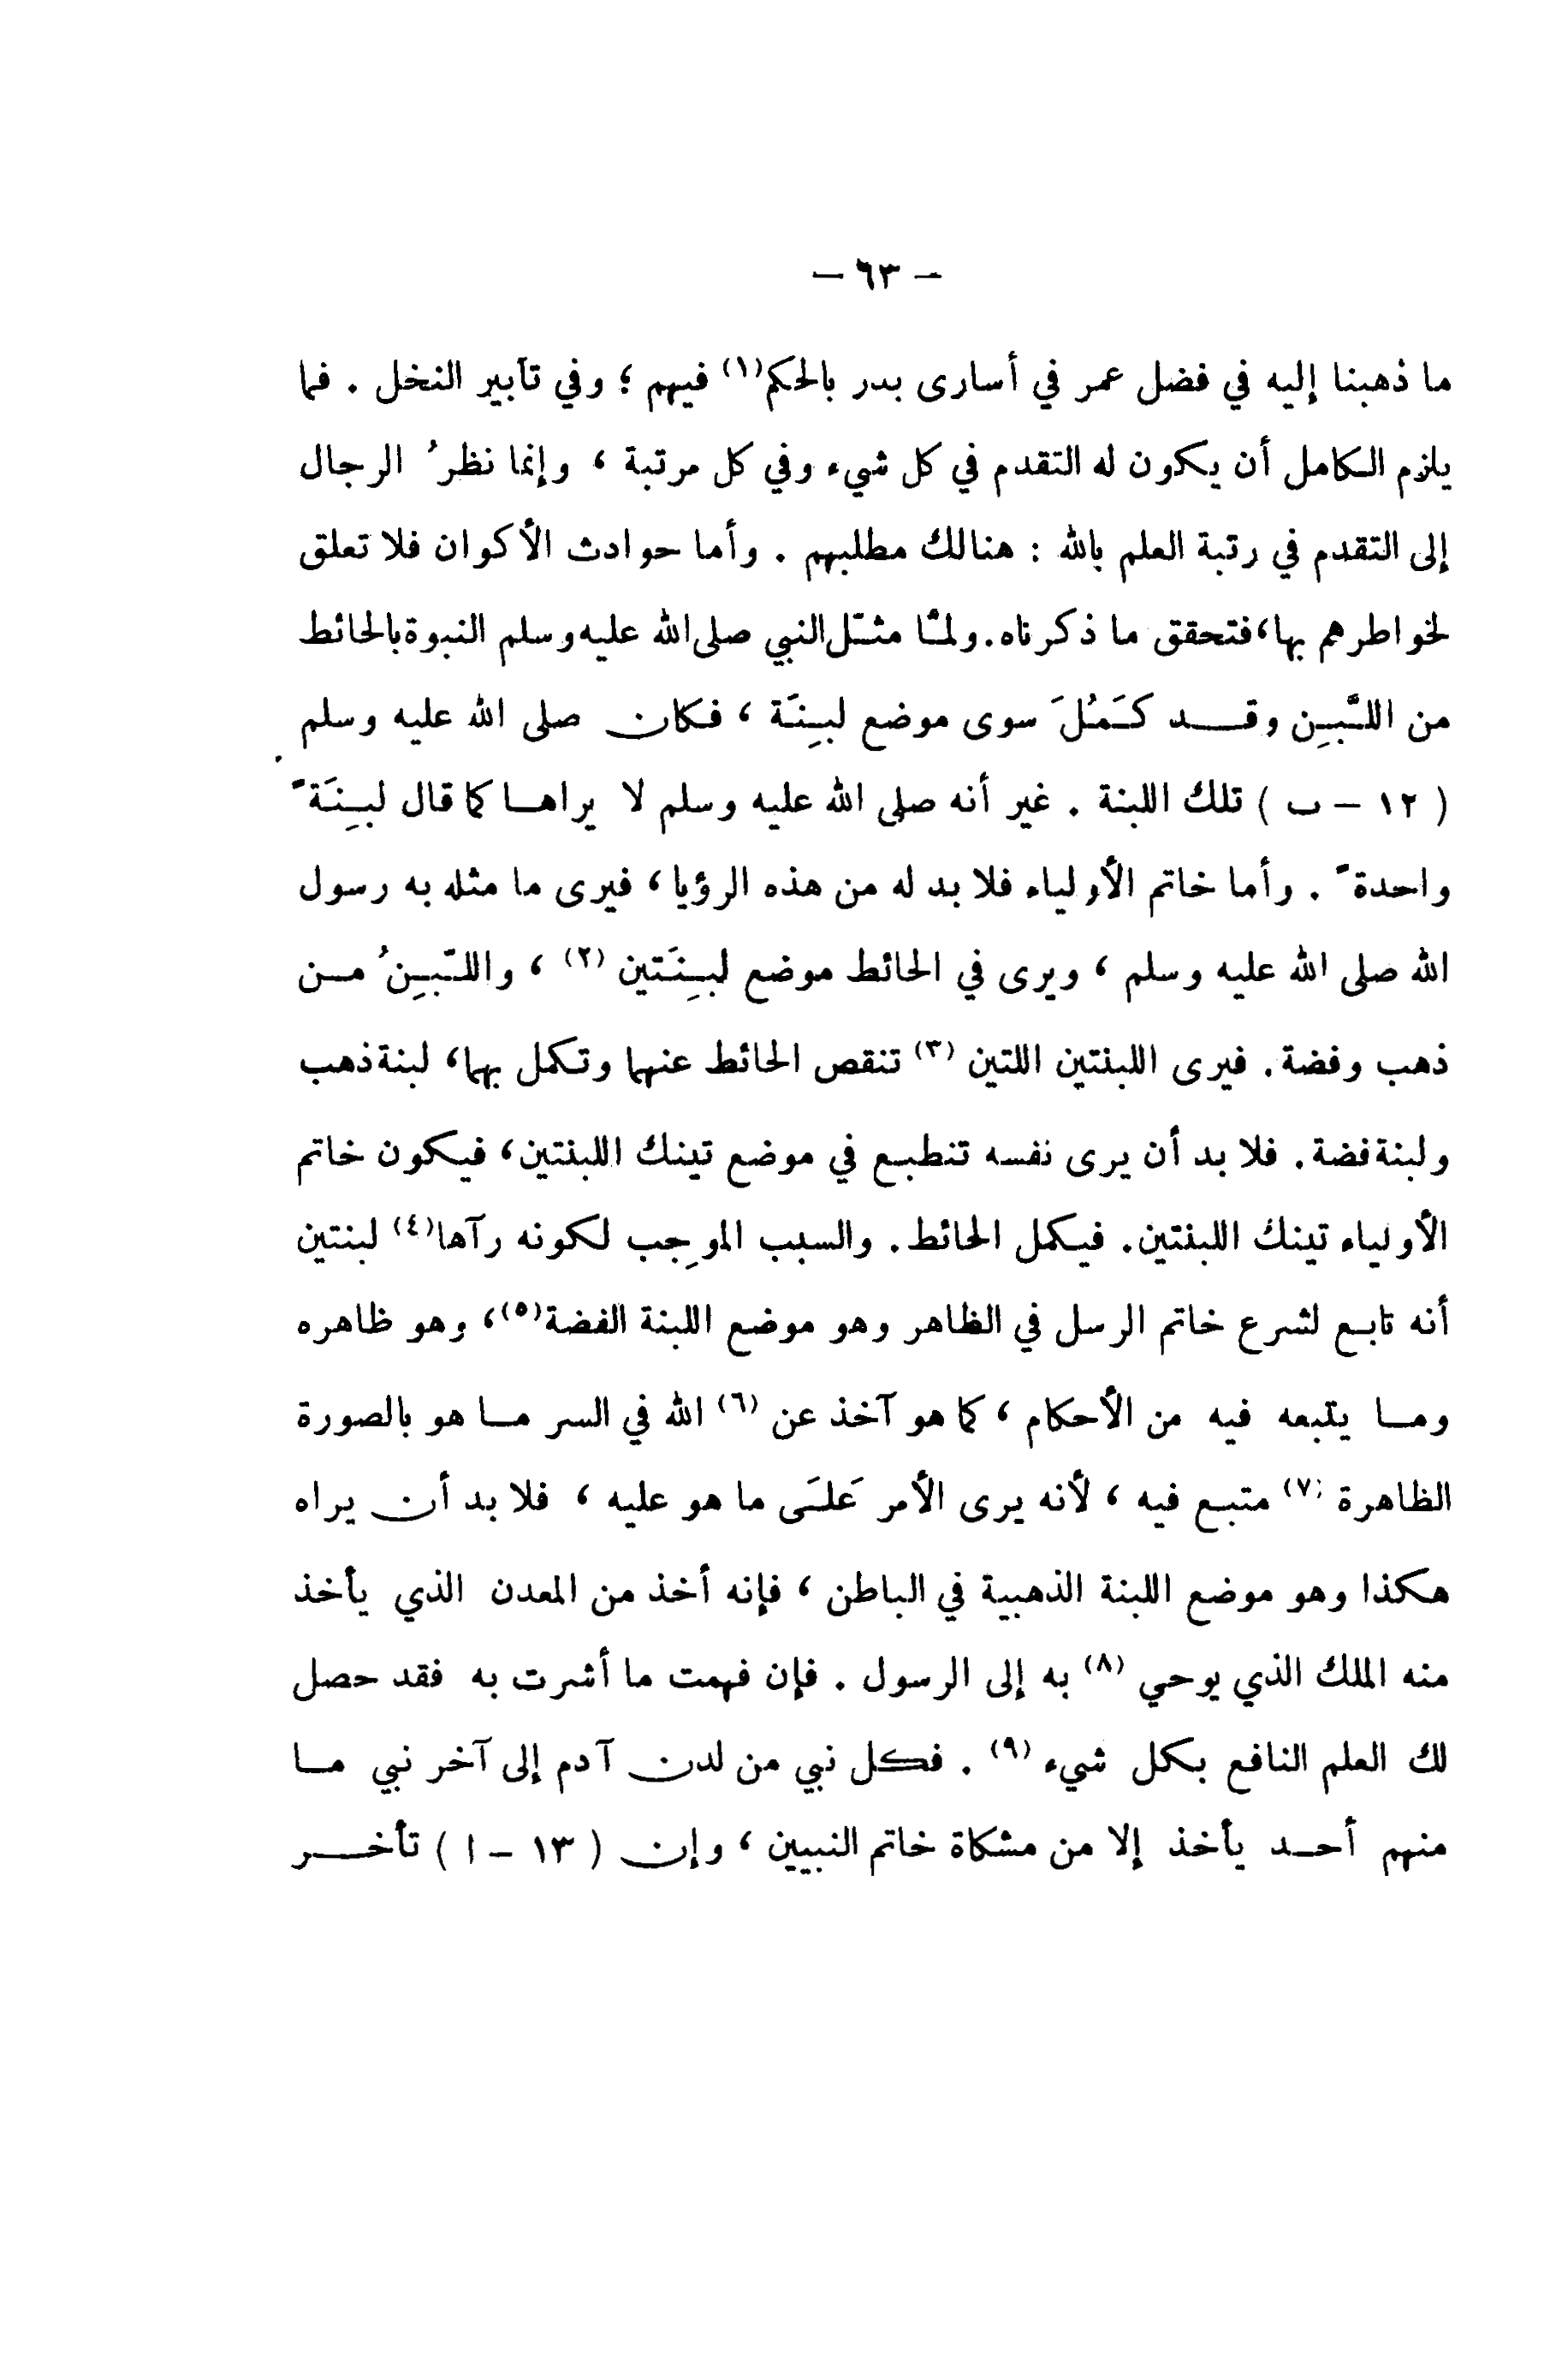 – ٦٣ –
ما ذهبنا إليه في فضل عمر في أسارى بدر بالحكم(١) فيهم ؛ وفي تأبير النخل . فما
يلزم الكامل أن يكون له التقدم في كل شيء وفي كل مرتبة ، وإنما نظرُ الرجال
إلى التقدم في رتبة العلم بالله : هنالك مطلبهم . وأما حوادث الأكوان فلا تعلق
لخواطرهم بها، فتحقق ما ذكرناه. ولمّا مثّل النبي صلى الله عليه وسلم النبوة بالحائط
من اللَّبِن وقد كَمُلَ سوى موضع لبِنَة ، فكان صلى الله عليه وسلم
( ١٢ – ب ) تلك اللبنة . غير أنه صلى الله عليه وسلم لا يراها كما قال لبِنَةً
واحدةً . وأما خاتم الأولياء فلا بد له من هذه الرؤيا ، فيرى ما مثله به رسول
الله صلى الله عليه وسلم ، ويرى في الحائط موضع لبِنَتين (٢) ، واللّبِنُ من
ذهب وفضة . فيرى اللبنتين اللتين (٣) تنقص الحائط عنهما وتكمل بهما، لبنة ذهب
ولبنة فضة . فلا بد أن يرى نفسه تنطبع في موضع تينك اللبنتين، فيكون خاتم
الأولياء تينك اللبنتين. فيكمل الحائط . والسبب الموجِب لكونه رآها(٤) لبنتين
أنه تابع لشرع خاتم الرسل في الظاهر وهو موضع اللبنة الفضة(٥)، وهو ظاهره
وما يتبعه فيه من الأحكام ، كما هو آخذ عن (٦) الله في السر ما هو بالصورة
الظاهرة (٧) متبع فيه ، لأنه يرى الأمر عَلَى ما هو عليه ، فلا بد أن يراه
هكذا وهو موضع اللبنة الذهبية في الباطن ، فإنه أخذ من المعدن الذي يأخذ
منه الملك الذي يوحي (٨) به إلى الرسول . فإن فهمت ما أشرت به فقد حصل
لك العلم النافع بكل شيء (٩) . فكل نبي من لدن آدم إلى آخر نبي ما
منهم أحد يأخذ إلا من مشكاة خاتم النبيين ، وإن ( ١٣ – ا ) تأخر